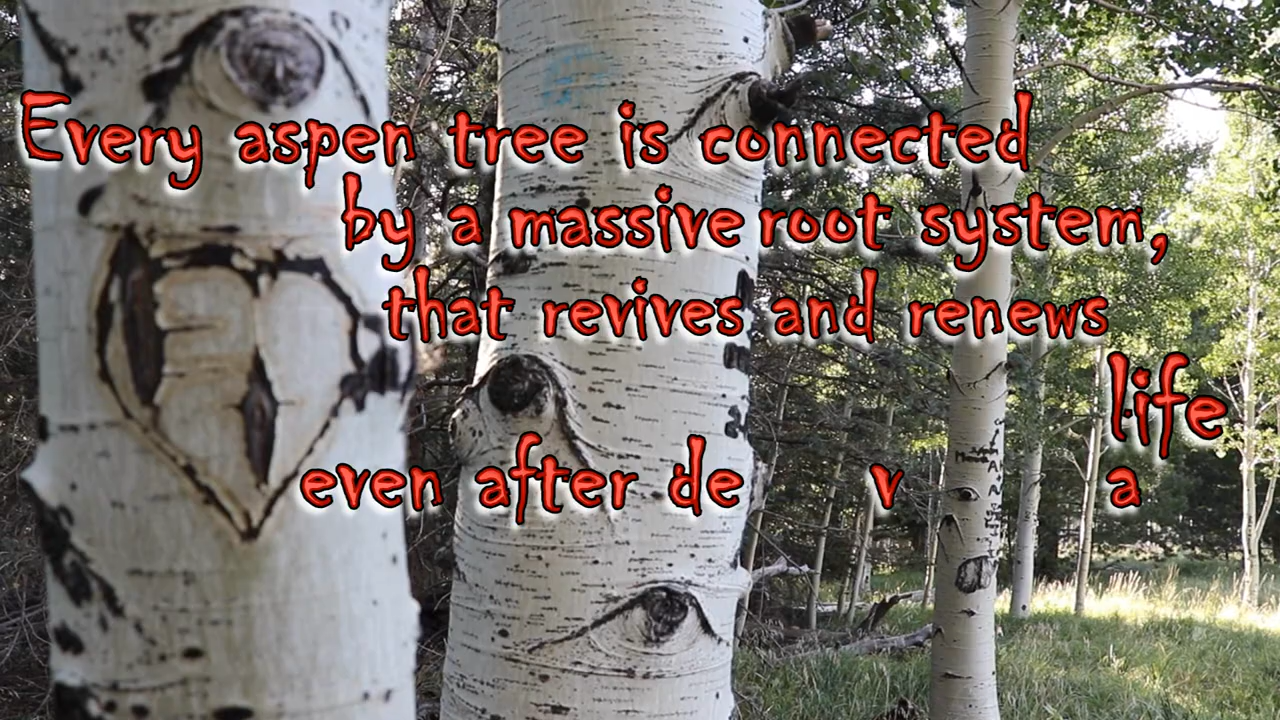 Every aspen tree is connected
by a massive root system,
that revives and renews
life
even after de v a